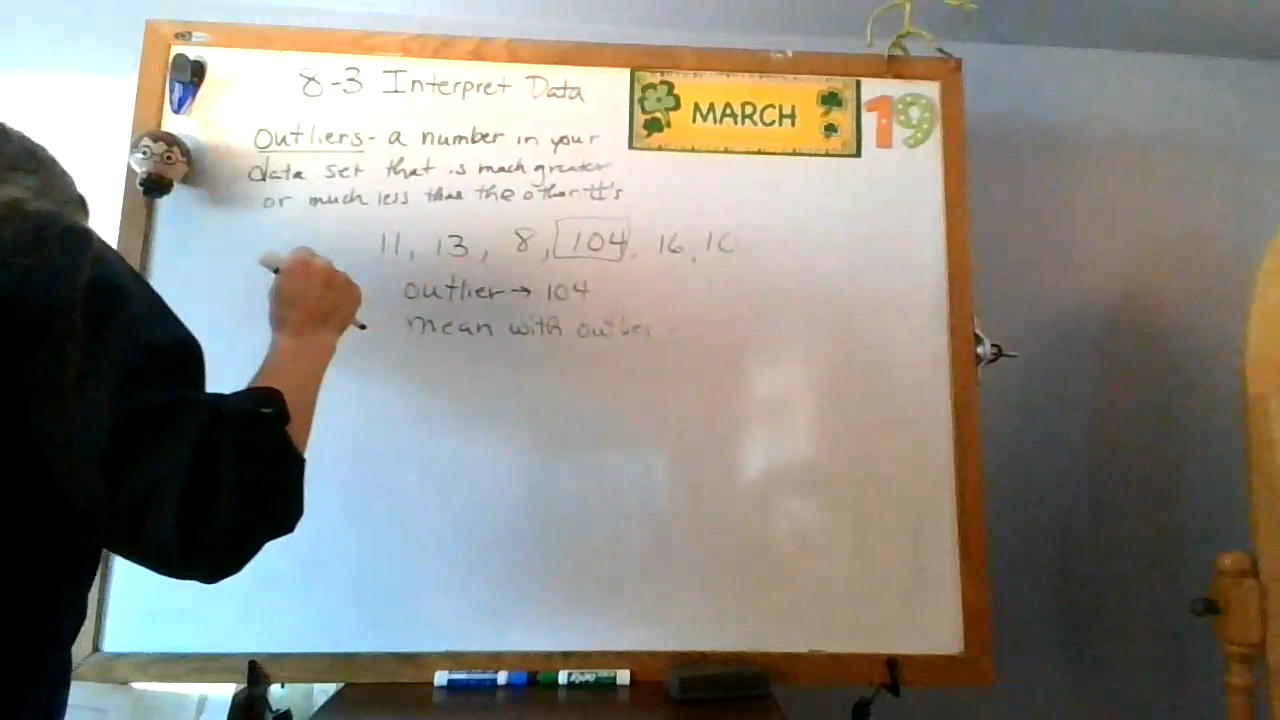 8-3 Interpret Data
MARCH
19
Outliers - a number in your
data set that is much greater
or much less than the other #'s
11, 13, 8, 104, 16, 10
outlier → 104
mean with outlier